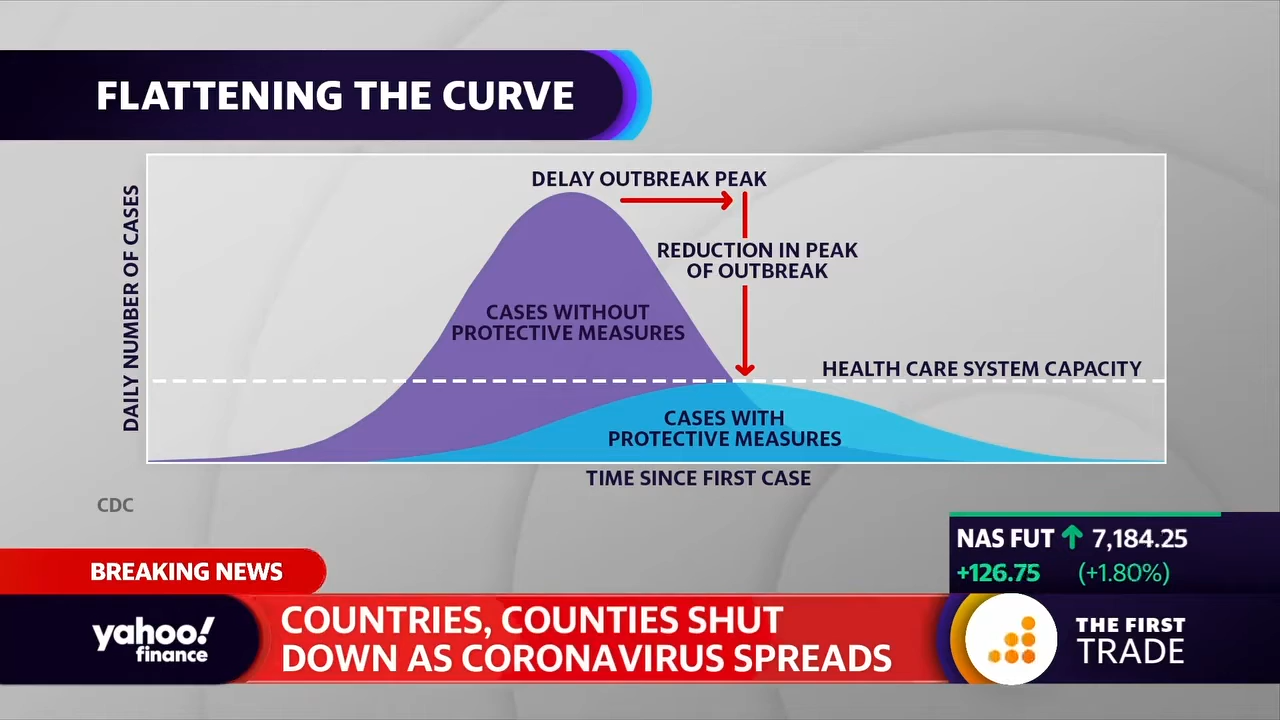 FLATTENING THE CURVE
DAILY NUMBER OF CASES
DELAY OUTBREAK PEAK
REDUCTION IN PEAK
OF OUTBREAK
CASES WITHOUT
PROTECTIVE MEASURES
HEALTH CARE SYSTEM CAPACITY
CASES WITH
PROTECTIVE MEASURES
TIME SINCE FIRST CASE
CDC
NAS FUT 7,184.25
+126.75 (+1.80%)
BREAKING NEWS
yahoo!
finance
COUNTRIES, COUNTIES SHUT
DOWN AS CORONAVIRUS SPREADS
THE FIRST
TRADE